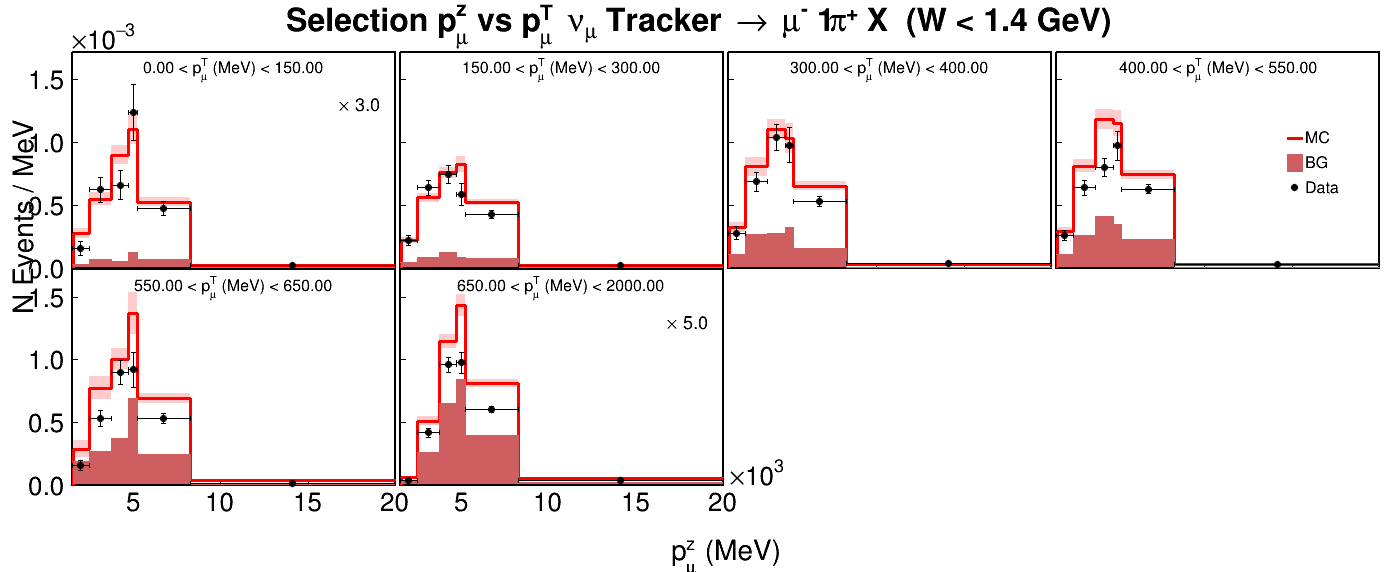 Selection p_μ^z vs p_μ^T ν_μ Tracker → μ^- 1π^+ X (W < 1.4 GeV)
×10^−3
0.00 < p_μ^T (MeV) < 150.00
150.00 < p_μ^T (MeV) < 300.00
300.00 < p_μ^T (MeV) < 400.00
400.00 < p_μ^T (MeV) < 550.00
× 3.0
MC
BG
Data
1.5
1.0
0.5
0.0
N Events / MeV
550.00 < p_μ^T (MeV) < 650.00
650.00 < p_μ^T (MeV) < 2000.00
× 5.0
1.5
1.0
0.5
0.0
5 10 15 20 5 10 15 20
×10^3
p_μ^z (MeV)